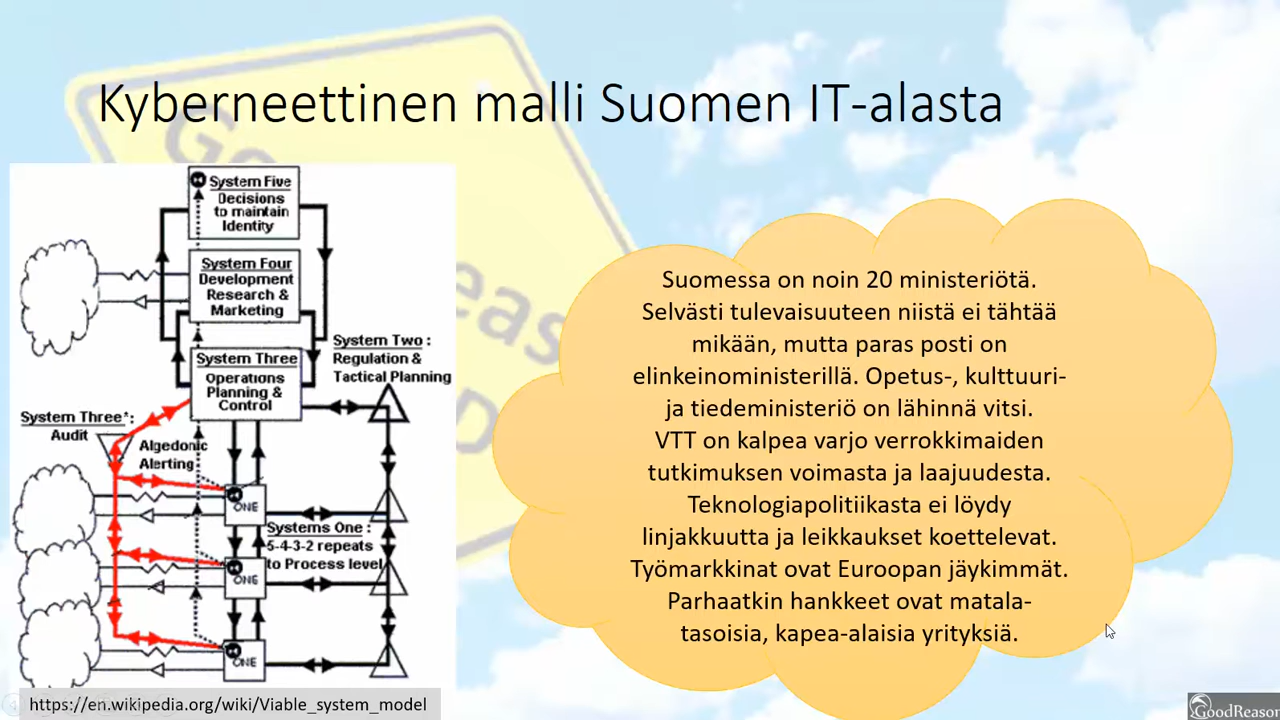 Kyberneettinen malli Suomen IT-alasta
System Five
Decisions
to maintain
Identity
System Four
Development
Research &
Marketing
System Three
Operations
Planning &
Control
System Two :
Regulation &
Tactical Planning
System Three*:
Audit
Algedonic
Alerting
ONE
Systems One :
5-4-3-2 repeats
to Process level
ONE
ONE
https://en.wikipedia.org/wiki/Viable_system_model
Suomessa on noin 20 ministeriötä.
Selvästi tulevaisuuteen niistä ei tähtää
mikään, mutta paras posti on
elinkeinoministerillä. Opetus-, kulttuuri-
ja tiedeministeriö on lähinnä vitsi.
VTT on kalpea varjo verrokkimaiden
tutkimuksen voimasta ja laajuudesta.
Teknologiapolitiikasta ei löydy
linjakkuutta ja leikkaukset koettelevat.
Työmarkkinat ovat Euroopan jäykimmät.
Parhaatkin hankkeet ovat matala-
tasoisia, kapea-alaisia yrityksiä.
GoodReason